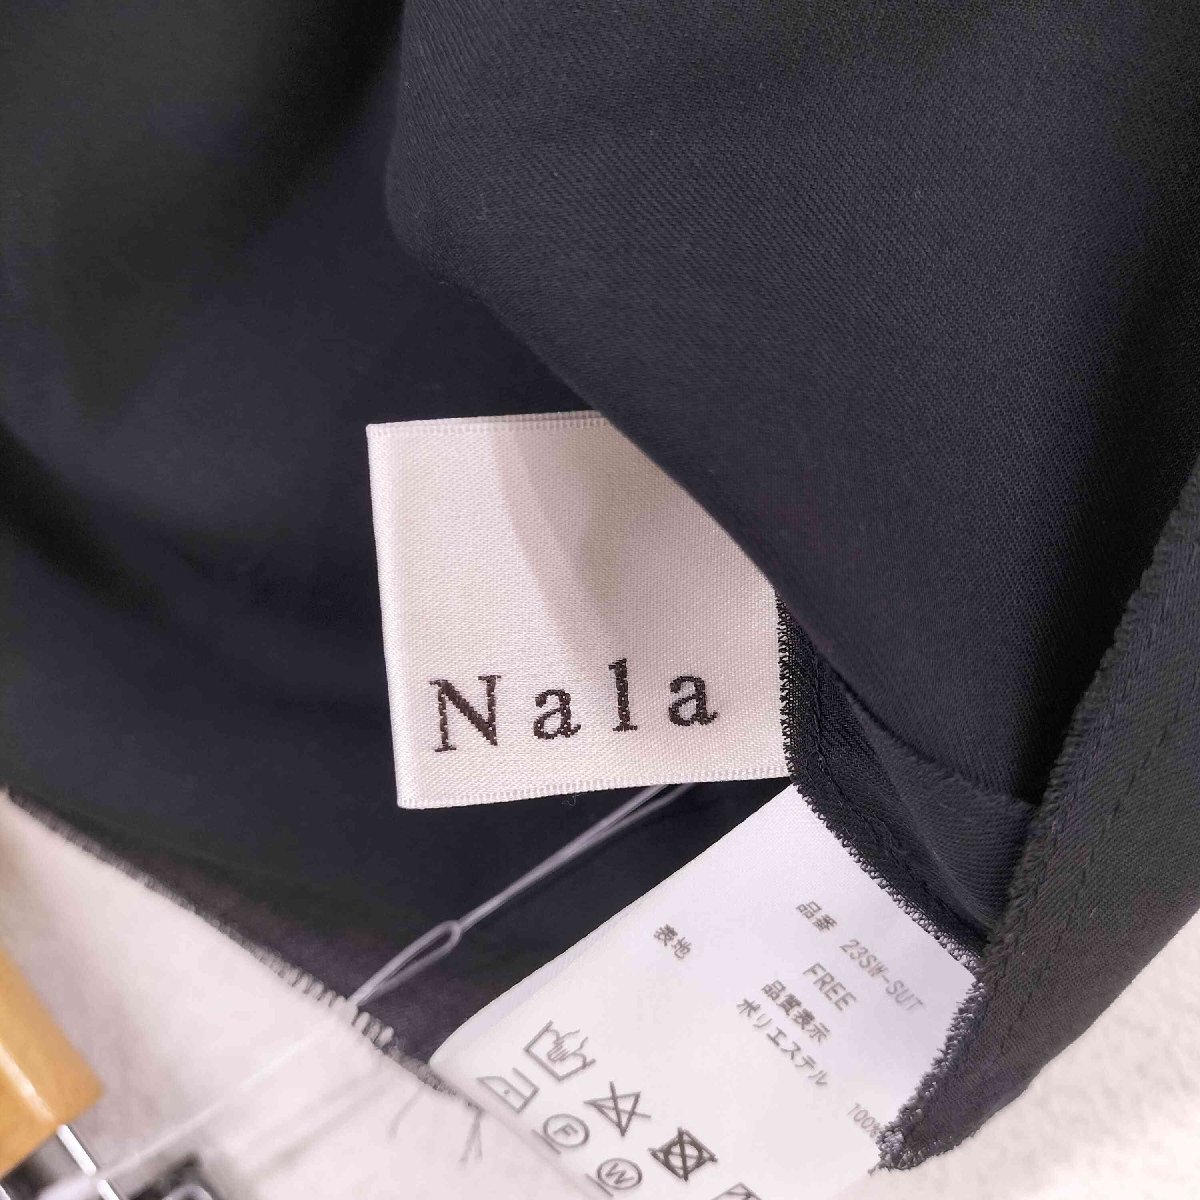 Nala
品番 23SW-SUT
FREE
品質表示
表地 ポリエステル 100%
F
W